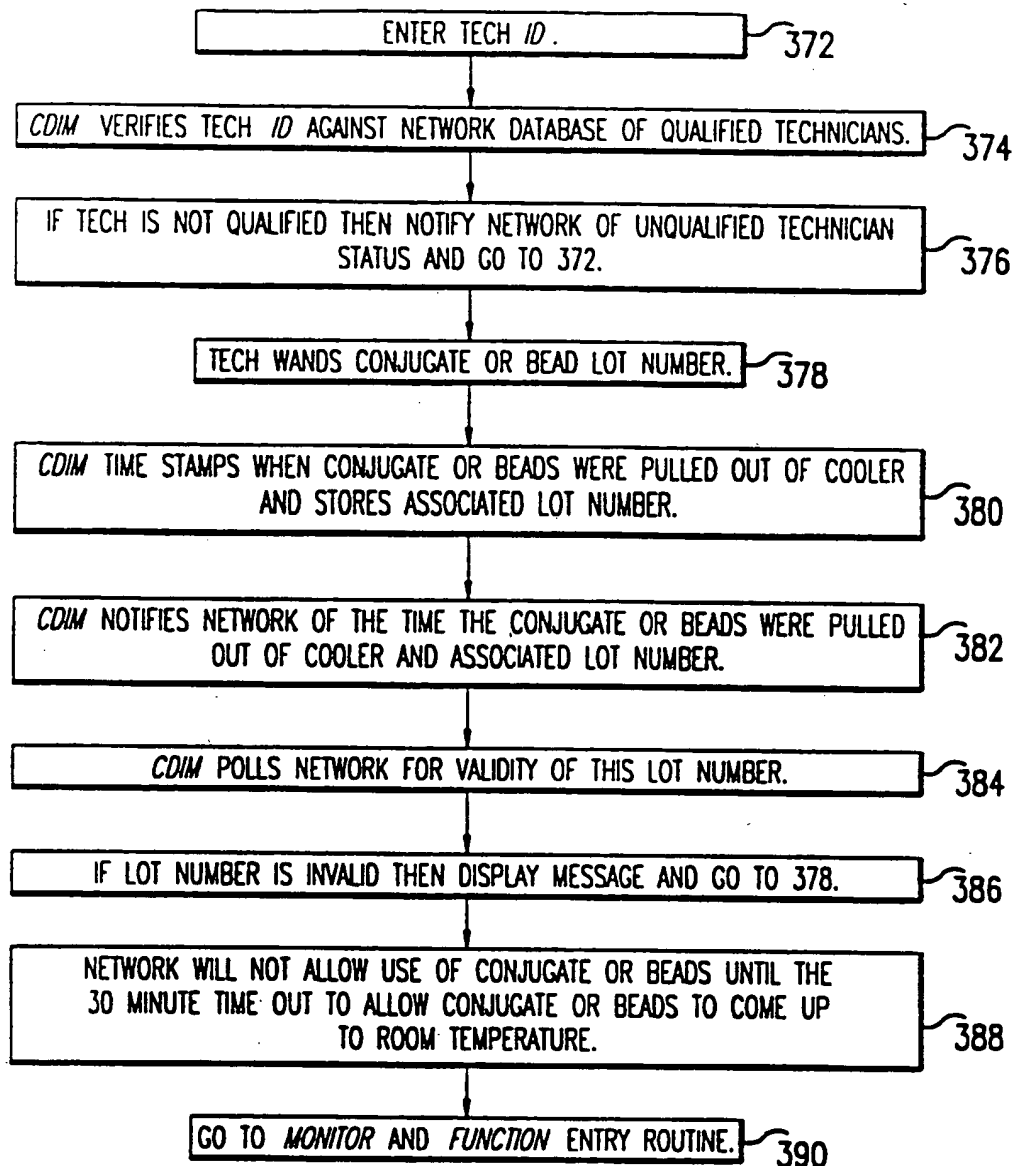 ENTER TECH ID.
372
CDIM VERIFIES TECH ID AGAINST NETWORK DATABASE OF QUALIFIED TECHNICIANS.
374
IF TECH IS NOT QUALIFIED THEN NOTIFY NETWORK OF UNQUALIFIED TECHNICIAN
STATUS AND GO TO 372.
376
TECH WANDS CONJUGATE OR BEAD LOT NUMBER.
378
CDIM TIME STAMPS WHEN CONJUGATE OR BEADS WERE PULLED OUT OF COOLER
AND STORES ASSOCIATED LOT NUMBER.
380
CDIM NOTIFIES NETWORK OF THE TIME THE CONJUGATE OR BEADS WERE PULLED
OUT OF COOLER AND ASSOCIATED LOT NUMBER.
382
CDIM POLLS NETWORK FOR VALIDITY OF THIS LOT NUMBER.
384
IF LOT NUMBER IS INVALID THEN DISPLAY MESSAGE AND GO TO 378.
386
NETWORK WILL NOT ALLOW USE OF CONJUGATE OR BEADS UNTIL THE
30 MINUTE TIME OUT TO ALLOW CONJUGATE OR BEADS TO COME UP
TO ROOM TEMPERATURE.
388
GO TO MONITOR AND FUNCTION ENTRY ROUTINE.
390